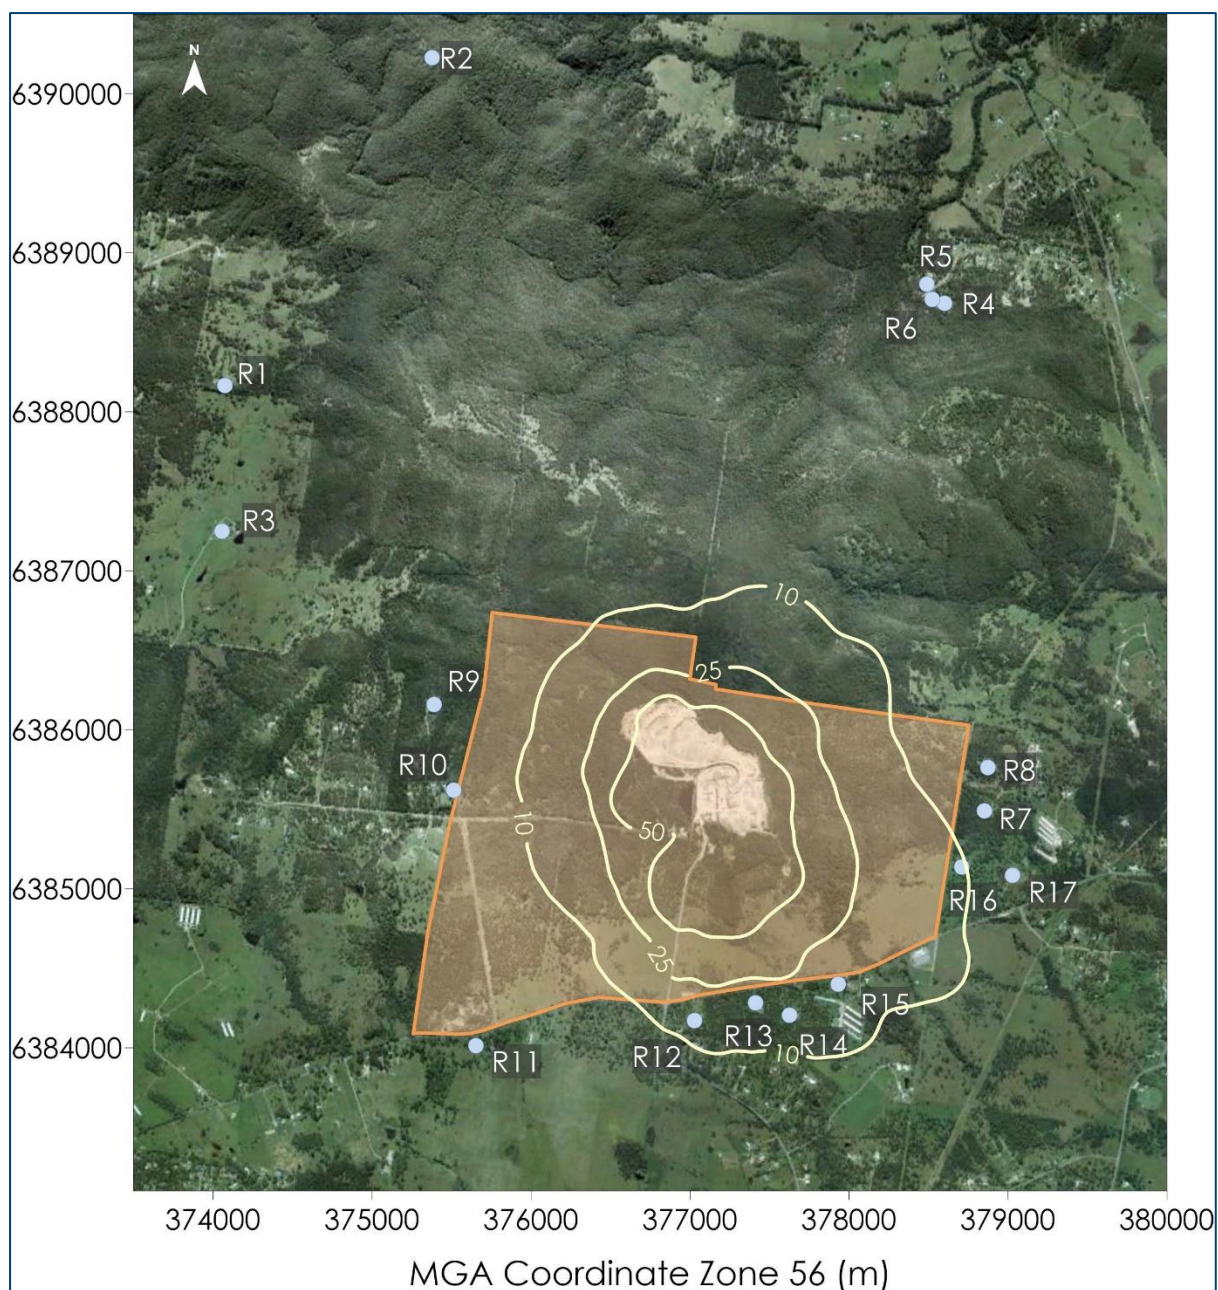 N
R2
6390000
6389000
R5
R4
R6
R1
6388000
R3
6387000
10
25
R9
6386000
R10
R8
R7
10
50
6385000
R16
R17
25
R15
R13
R14
R12
10
6384000
R11
374000
375000
376000
377000
378000
379000
380000
MGA Coordinate Zone 56 (m)